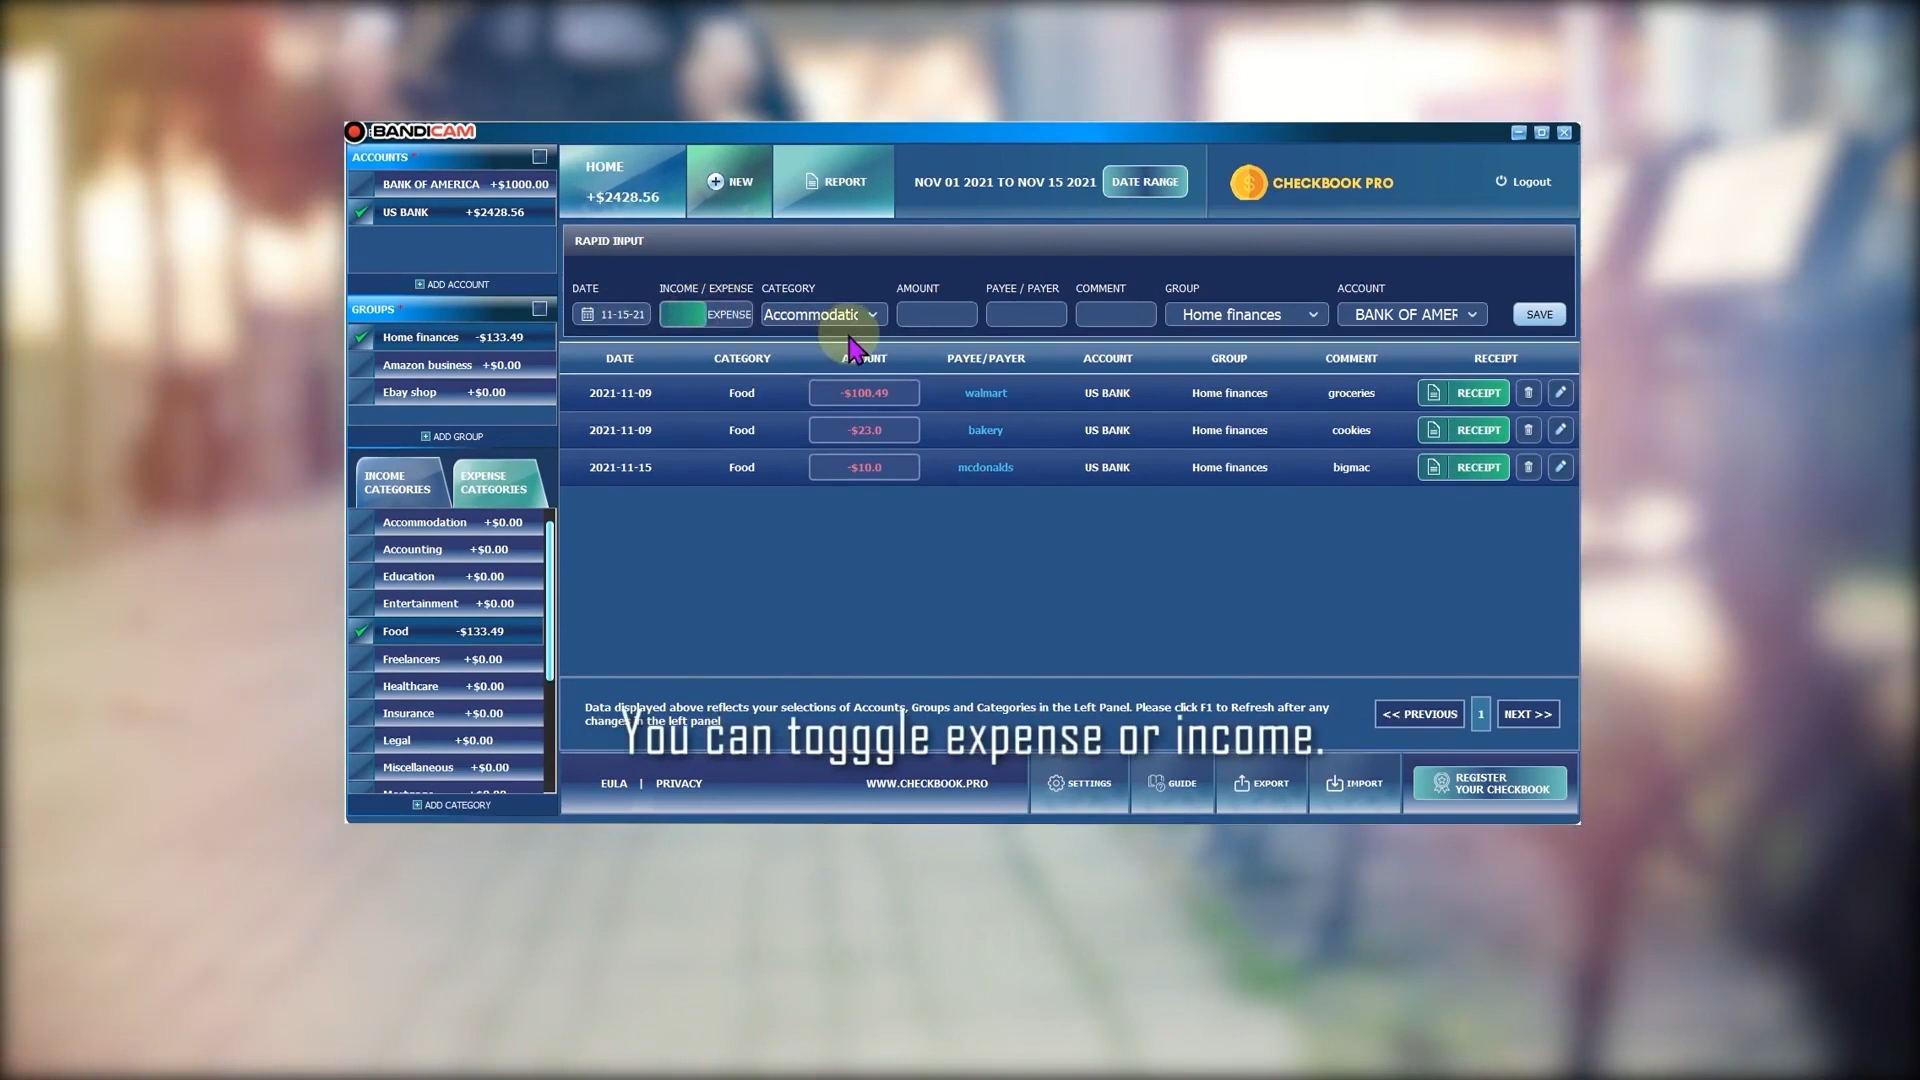 BANDICAM
ACCOUNTS *
BANK OF AMERICA +$1000.00
US BANK +$2428.56
ADD ACCOUNT
GROUPS *
Home finances -$133.49
Amazon business +$0.00
Ebay shop +$0.00
ADD GROUP
INCOME
CATEGORIES
EXPENSE
CATEGORIES
Accommodation +$0.00
Accounting +$0.00
Education +$0.00
Entertainment +$0.00
Food -$133.49
Freelancers +$0.00
Healthcare +$0.00
Insurance +$0.00
Legal +$0.00
Miscellaneous +$0.00
ADD CATEGORY
HOME
+$2428.56
NEW
REPORT
NOV 01 2021 TO NOV 15 2021 DATE RANGE
CHECKBOOK PRO
Logout
RAPID INPUT
DATE INCOME / EXPENSE CATEGORY AMOUNT PAYEE / PAYER COMMENT GROUP ACCOUNT
11-15-21 EXPENSE Home finances SAVE
DATE CATEGORY PAYEE/PAYER ACCOUNT GROUP COMMENT RECEIPT
2021-11-09 Food -$100.49 walmart US BANK Home finances groceries RECEIPT
2021-11-09 Food -$23.0 bakery US BANK Home finances cookies RECEIPT
2021-11-15 Food -$10.0 mcdonalds US BANK Home finances bigmac RECEIPT
Data displayed above reflects your selections of Accounts, Groups and Categories in the Left Panel. Please click F1 to Refresh after any
changes in the left panel
<< PREVIOUS 1 NEXT >>
You can togggle expense or income.
EULA | PRIVACY WWW.CHECKBOOK.PRO SETTINGS GUIDE EXPORT IMPORT
REGISTER
YOUR CHECKBOOK